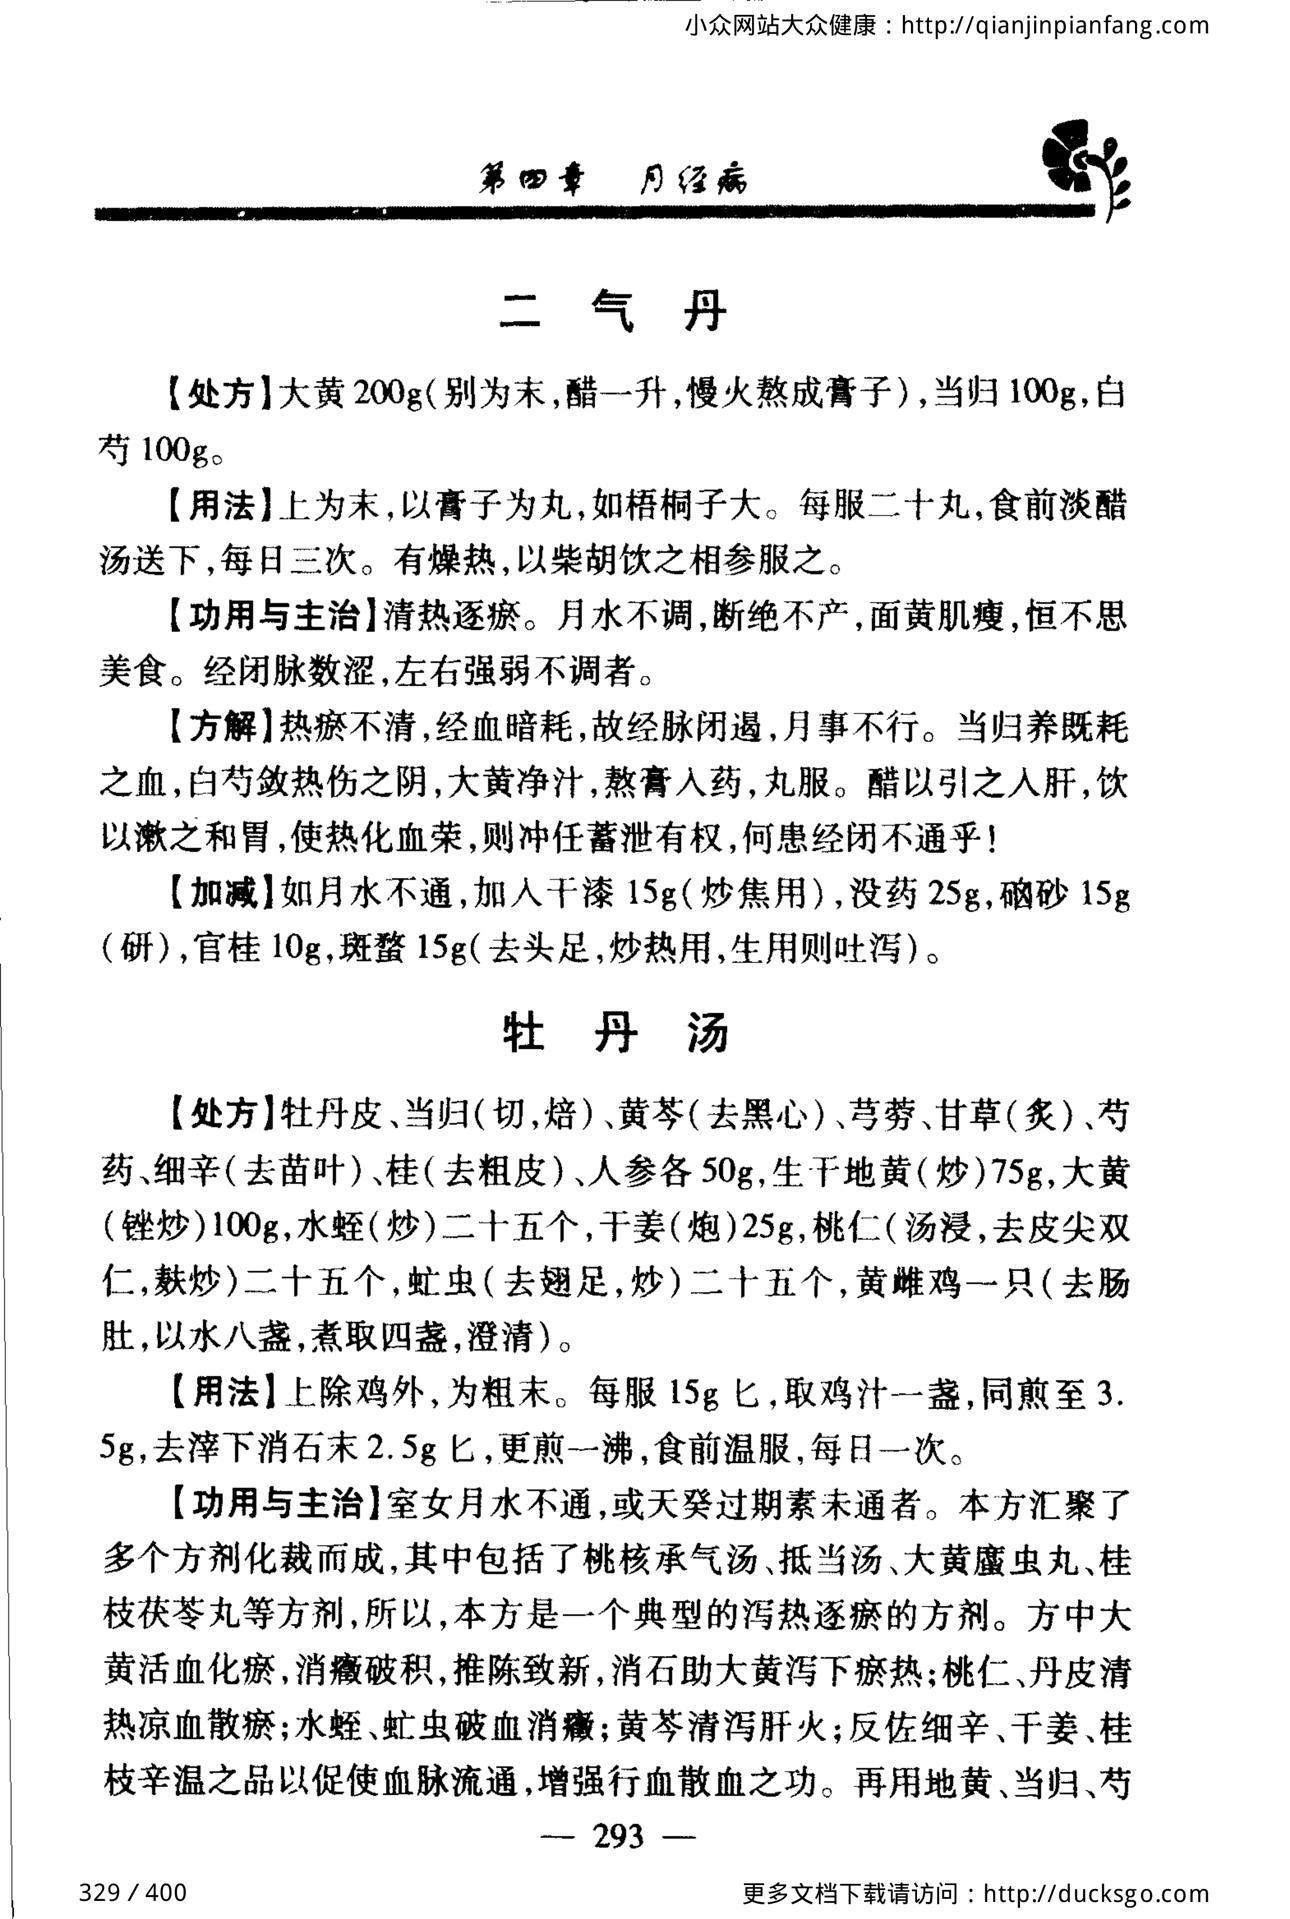 小众网站大众健康：http://qianjinpianfang.com
第四章 月经病
二气丹
【处方】大黄200g(别为末,醋一升,慢火熬成膏子),当归100g,白
芍100g。
【用法】上为末,以膏子为丸,如梧桐子大。每服二十丸,食前淡醋
汤送下,每日三次。有燥热,以柴胡饮之相参服之。
【功用与主治】清热逐瘀。月水不调,断绝不产,面黄肌瘦,恒不思
美食。经闭脉数涩,左右强弱不调者。
【方解】热瘀不清,经血暗耗,故经脉闭遏,月事不行。当归养既耗
之血,白芍敛热伤之阴,大黄净汁,熬膏入药,丸服。醋以引之入肝,饮
以漱之和胃,使热化血荣,则冲任蓄泄有权,何患经闭不通乎!
【加减】如月水不通,加入干漆15g(炒焦用),没药25g,硇砂15g
(研),官桂10g,斑蝥15g(去头足,炒热用,生用则吐泻)。
牡丹汤
【处方】牡丹皮、当归(切,焙)、黄芩(去黑心)、芎䓖、甘草(炙)、芍
药、细辛(去苗叶)、桂(去粗皮)、人参各50g,生干地黄(炒)75g,大黄
(锉炒)100g,水蛭(炒)二十五个,干姜(炮)25g,桃仁(汤浸,去皮尖双
仁,麸炒)二十五个,虻虫(去翅足,炒)二十五个,黄雌鸡一只(去肠
肚,以水八盏,煮取四盏,澄清)。
【用法】上除鸡外,为粗末。每服15g匕,取鸡汁一盏,同煎至3.
5g,去滓下消石末2.5g匕,更煎一沸,食前温服,每日一次。
【功用与主治】室女月水不通,或天癸过期素未通者。本方汇聚了
多个方剂化裁而成,其中包括了桃核承气汤、抵当汤、大黄䗪虫丸、桂
枝茯苓丸等方剂,所以,本方是一个典型的泻热逐瘀的方剂。方中大
黄活血化瘀,消癥破积,推陈致新,消石助大黄泻下瘀热;桃仁、丹皮清
热凉血散瘀;水蛭、虻虫破血消癥;黄芩清泻肝火;反佐细辛、干姜、桂
枝辛温之品以促使血脉流通,增强行血散血之功。再用地黄、当归、芍
— 293 —
329 / 400
更多文档下载请访问：http://ducksgo.com